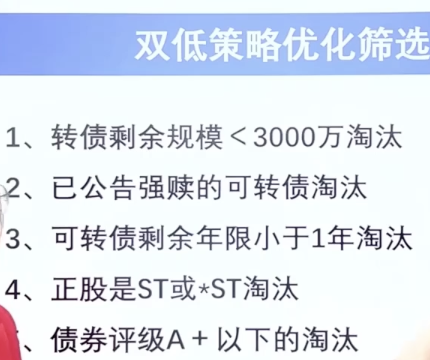 双低策略优化筛选
1、转债剩余规模＜3000万淘汰
2、已公告强赎的可转债淘汰
3、可转债剩余年限小于1年淘汰
4、正股是ST或*ST淘汰
、债券评级A＋以下的淘汰